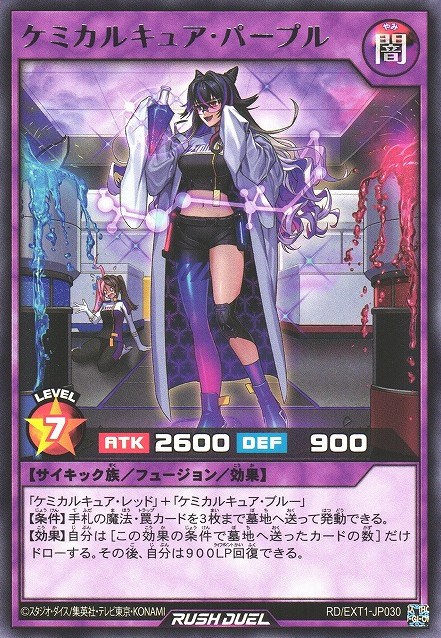 ケミカルキュア・パープル
やみ
闇
LEVEL
7
ATK 2600 DEF 900
【サイキック族／フュージョン／効果】
「ケミカルキュア・レッド」＋「ケミカルキュア・ブルー」
【条件】手札の魔法・罠カードを3枚まで墓地へ送って発動できる。
【効果】自分は［この効果の条件で墓地へ送ったカードの数］だけ
ドローする。その後、自分は９００LP回復できる。
©スタジオ・ダイス/集英社・テレビ東京・KONAMI
RUSH DUEL
RD/EXT1-JP030